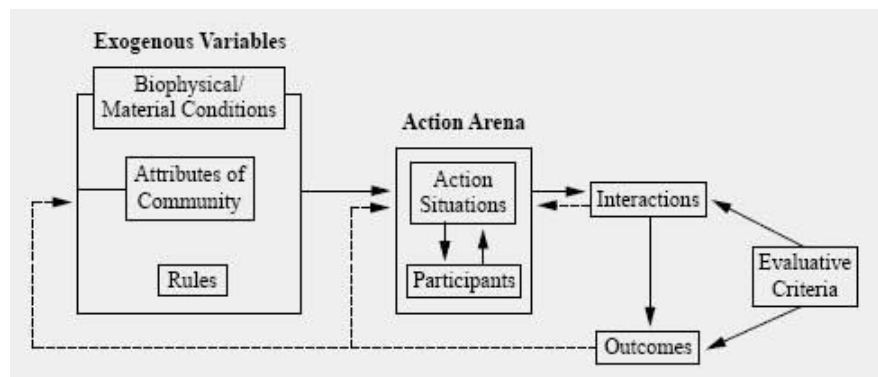 Exogenous Variables
Biophysical/
Material Conditions
Attributes of
Community
Rules
Action Arena
Action
Situations
Participants
Interactions
Outcomes
Evaluative
Criteria